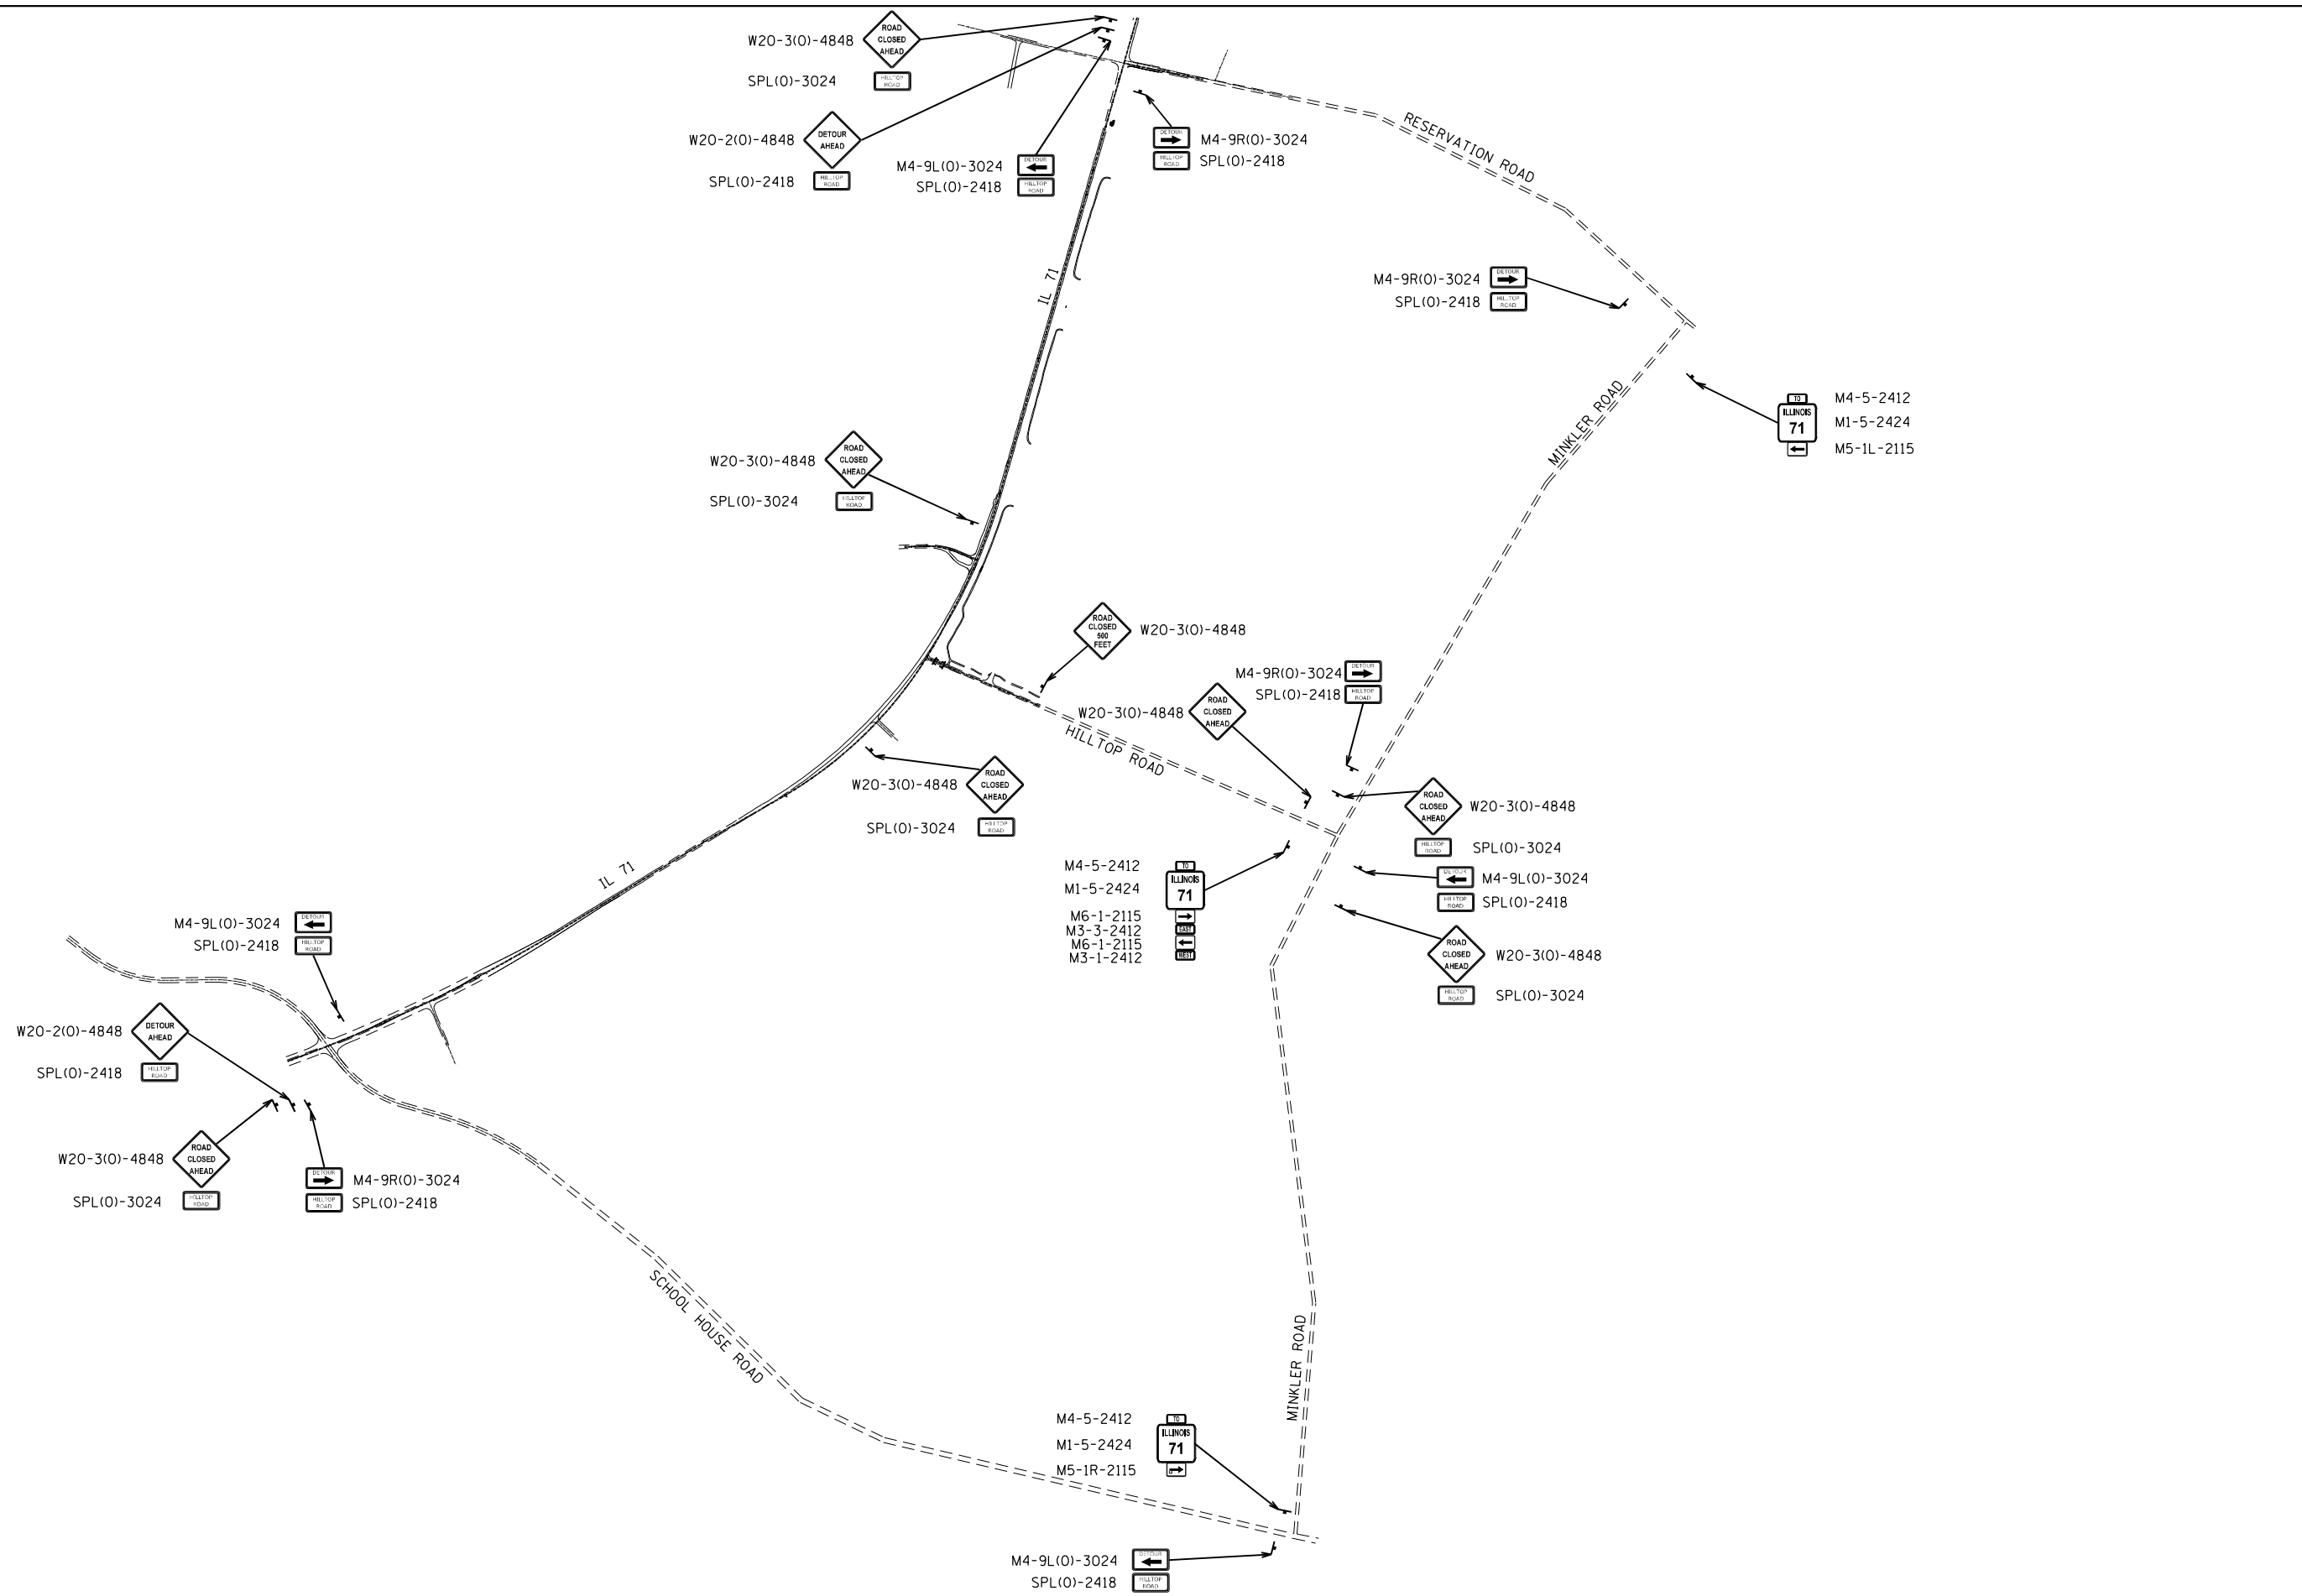 W20-3(O)-4848
ROAD
CLOSED
AHEAD
SPL(O)-3024
HILLTOP
ROAD
W20-2(O)-4848
DETOUR
AHEAD
SPL(O)-2418
HILLTOP
ROAD
M4-9L(O)-3024
DETOUR
SPL(O)-2418
HILLTOP
ROAD
DETOUR
M4-9R(O)-3024
HILLTOP
ROAD
SPL(O)-2418
RESERVATION ROAD
IL 71
M4-9R(O)-3024
DETOUR
SPL(O)-2418
HILLTOP
ROAD
MINKLER ROAD
TO
M4-5-2412
ILLINOIS
71
M1-5-2424
M5-1L-2115
W20-3(O)-4848
ROAD
CLOSED
AHEAD
SPL(O)-3024
HILLTOP
ROAD
ROAD
CLOSED
500
FEET
W20-3(O)-4848
M4-9R(O)-3024
DETOUR
SPL(O)-2418
HILLTOP
ROAD
W20-3(O)-4848
ROAD
CLOSED
AHEAD
HILLTOP ROAD
W20-3(O)-4848
ROAD
CLOSED
AHEAD
SPL(O)-3024
HILLTOP
ROAD
ROAD
CLOSED
AHEAD
W20-3(O)-4848
HILLTOP
ROAD
SPL(O)-3024
M4-5-2412
TO
M1-5-2424
ILLINOIS
71
M6-1-2115
M3-3-2412
EAST
M6-1-2115
M3-1-2412
WEST
DETOUR
M4-9L(O)-3024
HILLTOP
ROAD
SPL(O)-2418
ROAD
CLOSED
AHEAD
W20-3(O)-4848
HILLTOP
ROAD
SPL(O)-3024
IL 71
M4-9L(O)-3024
DETOUR
SPL(O)-2418
HILLTOP
ROAD
W20-2(O)-4848
DETOUR
AHEAD
SPL(O)-2418
HILLTOP
ROAD
W20-3(O)-4848
ROAD
CLOSED
AHEAD
SPL(O)-3024
HILLTOP
ROAD
DETOUR
M4-9R(O)-3024
HILLTOP
ROAD
SPL(O)-2418
SCHOOL HOUSE ROAD
MINKLER ROAD
M4-5-2412
TO
M1-5-2424
ILLINOIS
71
M5-1R-2115
M4-9L(O)-3024
DETOUR
SPL(O)-2418
HILLTOP
ROAD